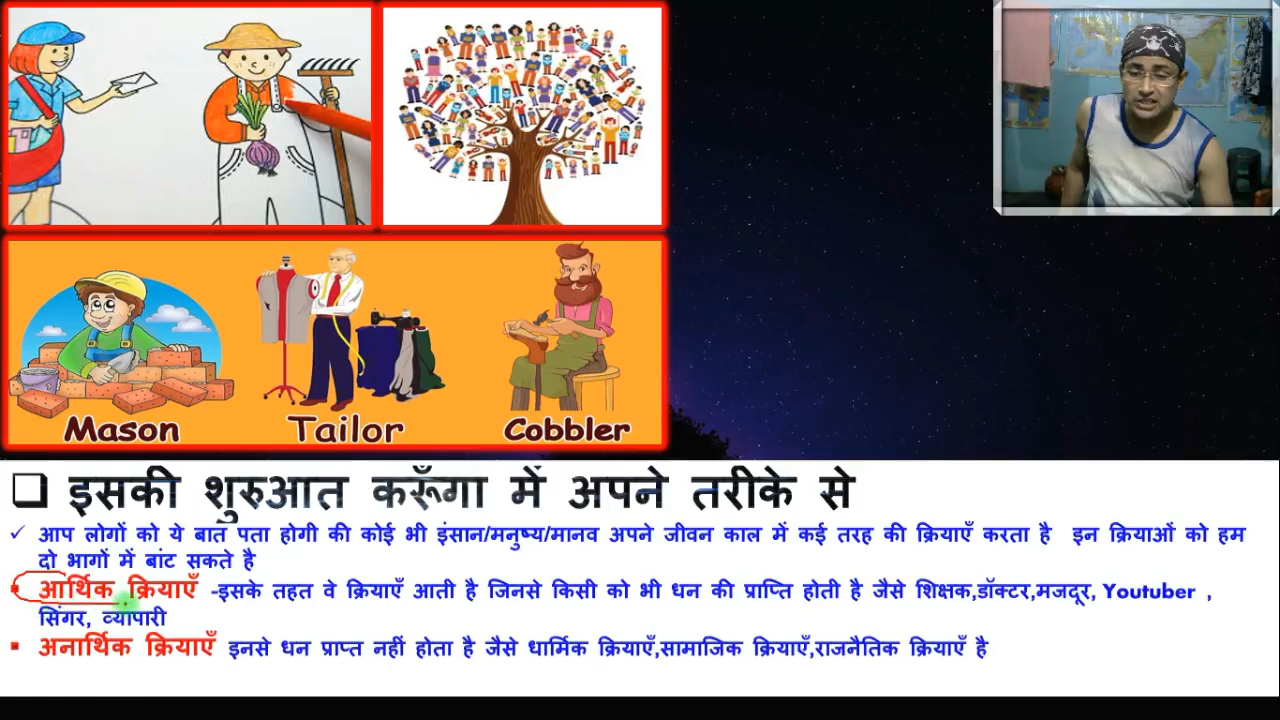 Mason Tailor Cobbler
❑ इसकी शुरुआत करूँगा में अपने तरीके से
✓ आप लोगों को ये बात पता होगी की कोई भी इंसान/मनुष्य/मानव अपने जीवन काल में कई तरह की क्रियाएँ करता है इन क्रियाओं को हम
दो भागों में बांट सकते है
▪ आर्थिक क्रियाएँ -इसके तहत वे क्रियाएँ आती है जिनसे किसी को भी धन की प्राप्ति होती है जैसे शिक्षक,डॉक्टर,मजदूर, Youtuber ,
सिंगर, व्यापारी
▪ अनार्थिक क्रियाएँ इनसे धन प्राप्त नहीं होता है जैसे धार्मिक क्रियाएँ,सामाजिक क्रियाएँ,राजनैतिक क्रियाएँ है